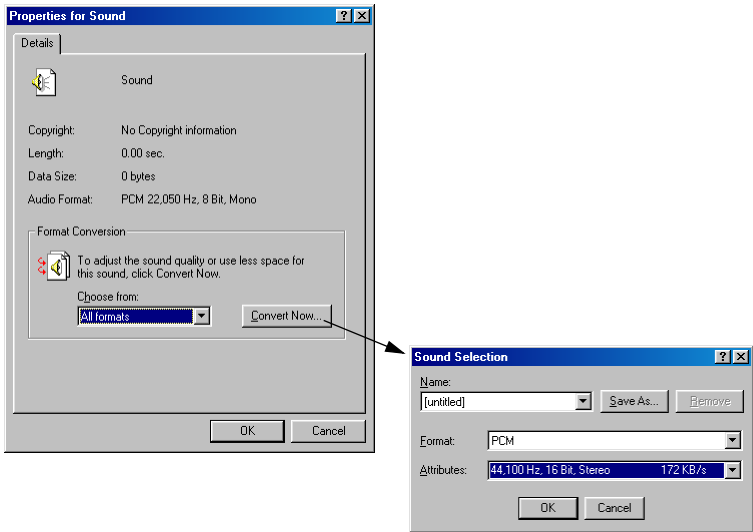 Properties for Sound
Details
Sound
Copyright: No Copyright information
Length: 0.00 sec.
Data Size: 0 bytes
Audio Format: PCM 22,050 Hz, 8 Bit, Mono
Format Conversion
To adjust the sound quality or use less space for
this sound, click Convert Now.
Choose from:
All formats
Convert Now...
OK Cancel
Sound Selection
Name:
[untitled] Save As... Remove
Format: PCM
Attributes: 44,100 Hz, 16 Bit, Stereo 172 KB/s
OK Cancel